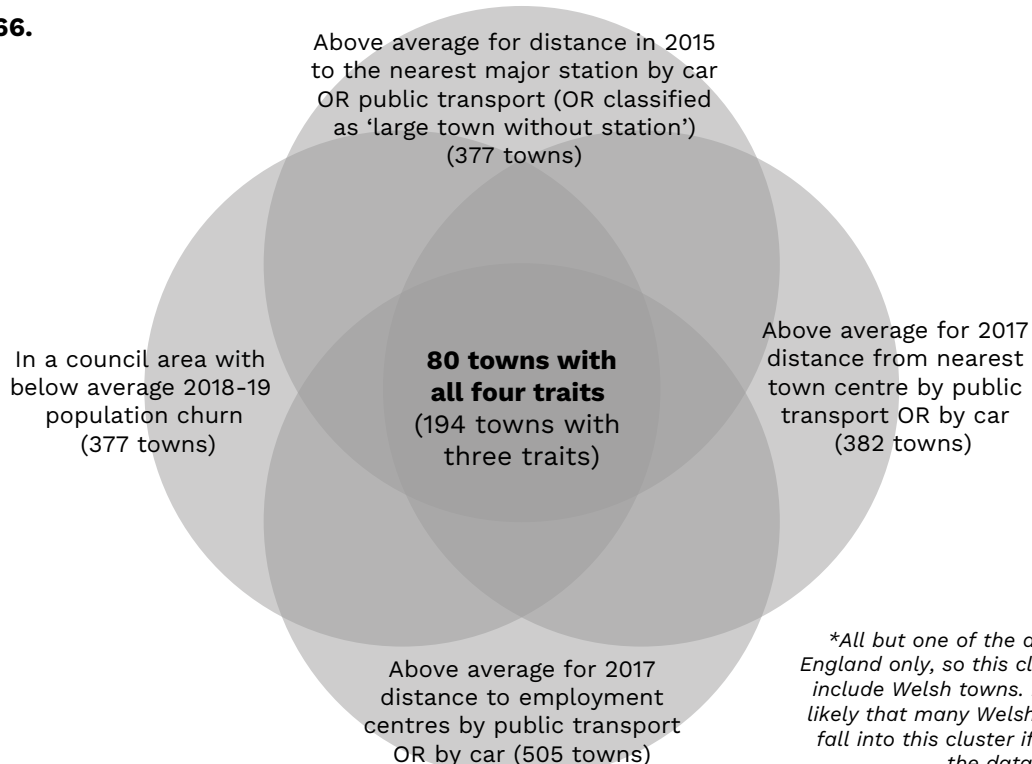 66.
Above average for distance in 2015
to the nearest major station by car
OR public transport (OR classified
as ‘large town without station’)
(377 towns)
In a council area with
below average 2018-19
population churn
(377 towns)
80 towns with
all four traits
(194 towns with
three traits)
Above average for 2017
distance from nearest
town centre by public
transport OR by car
(382 towns)
Above average for 2017
distance to employment
centres by public transport
OR by car (505 towns)
*All but one of the
England only, so this
include Welsh towns.
likely that many Welsh
fall into this cluster if
the data